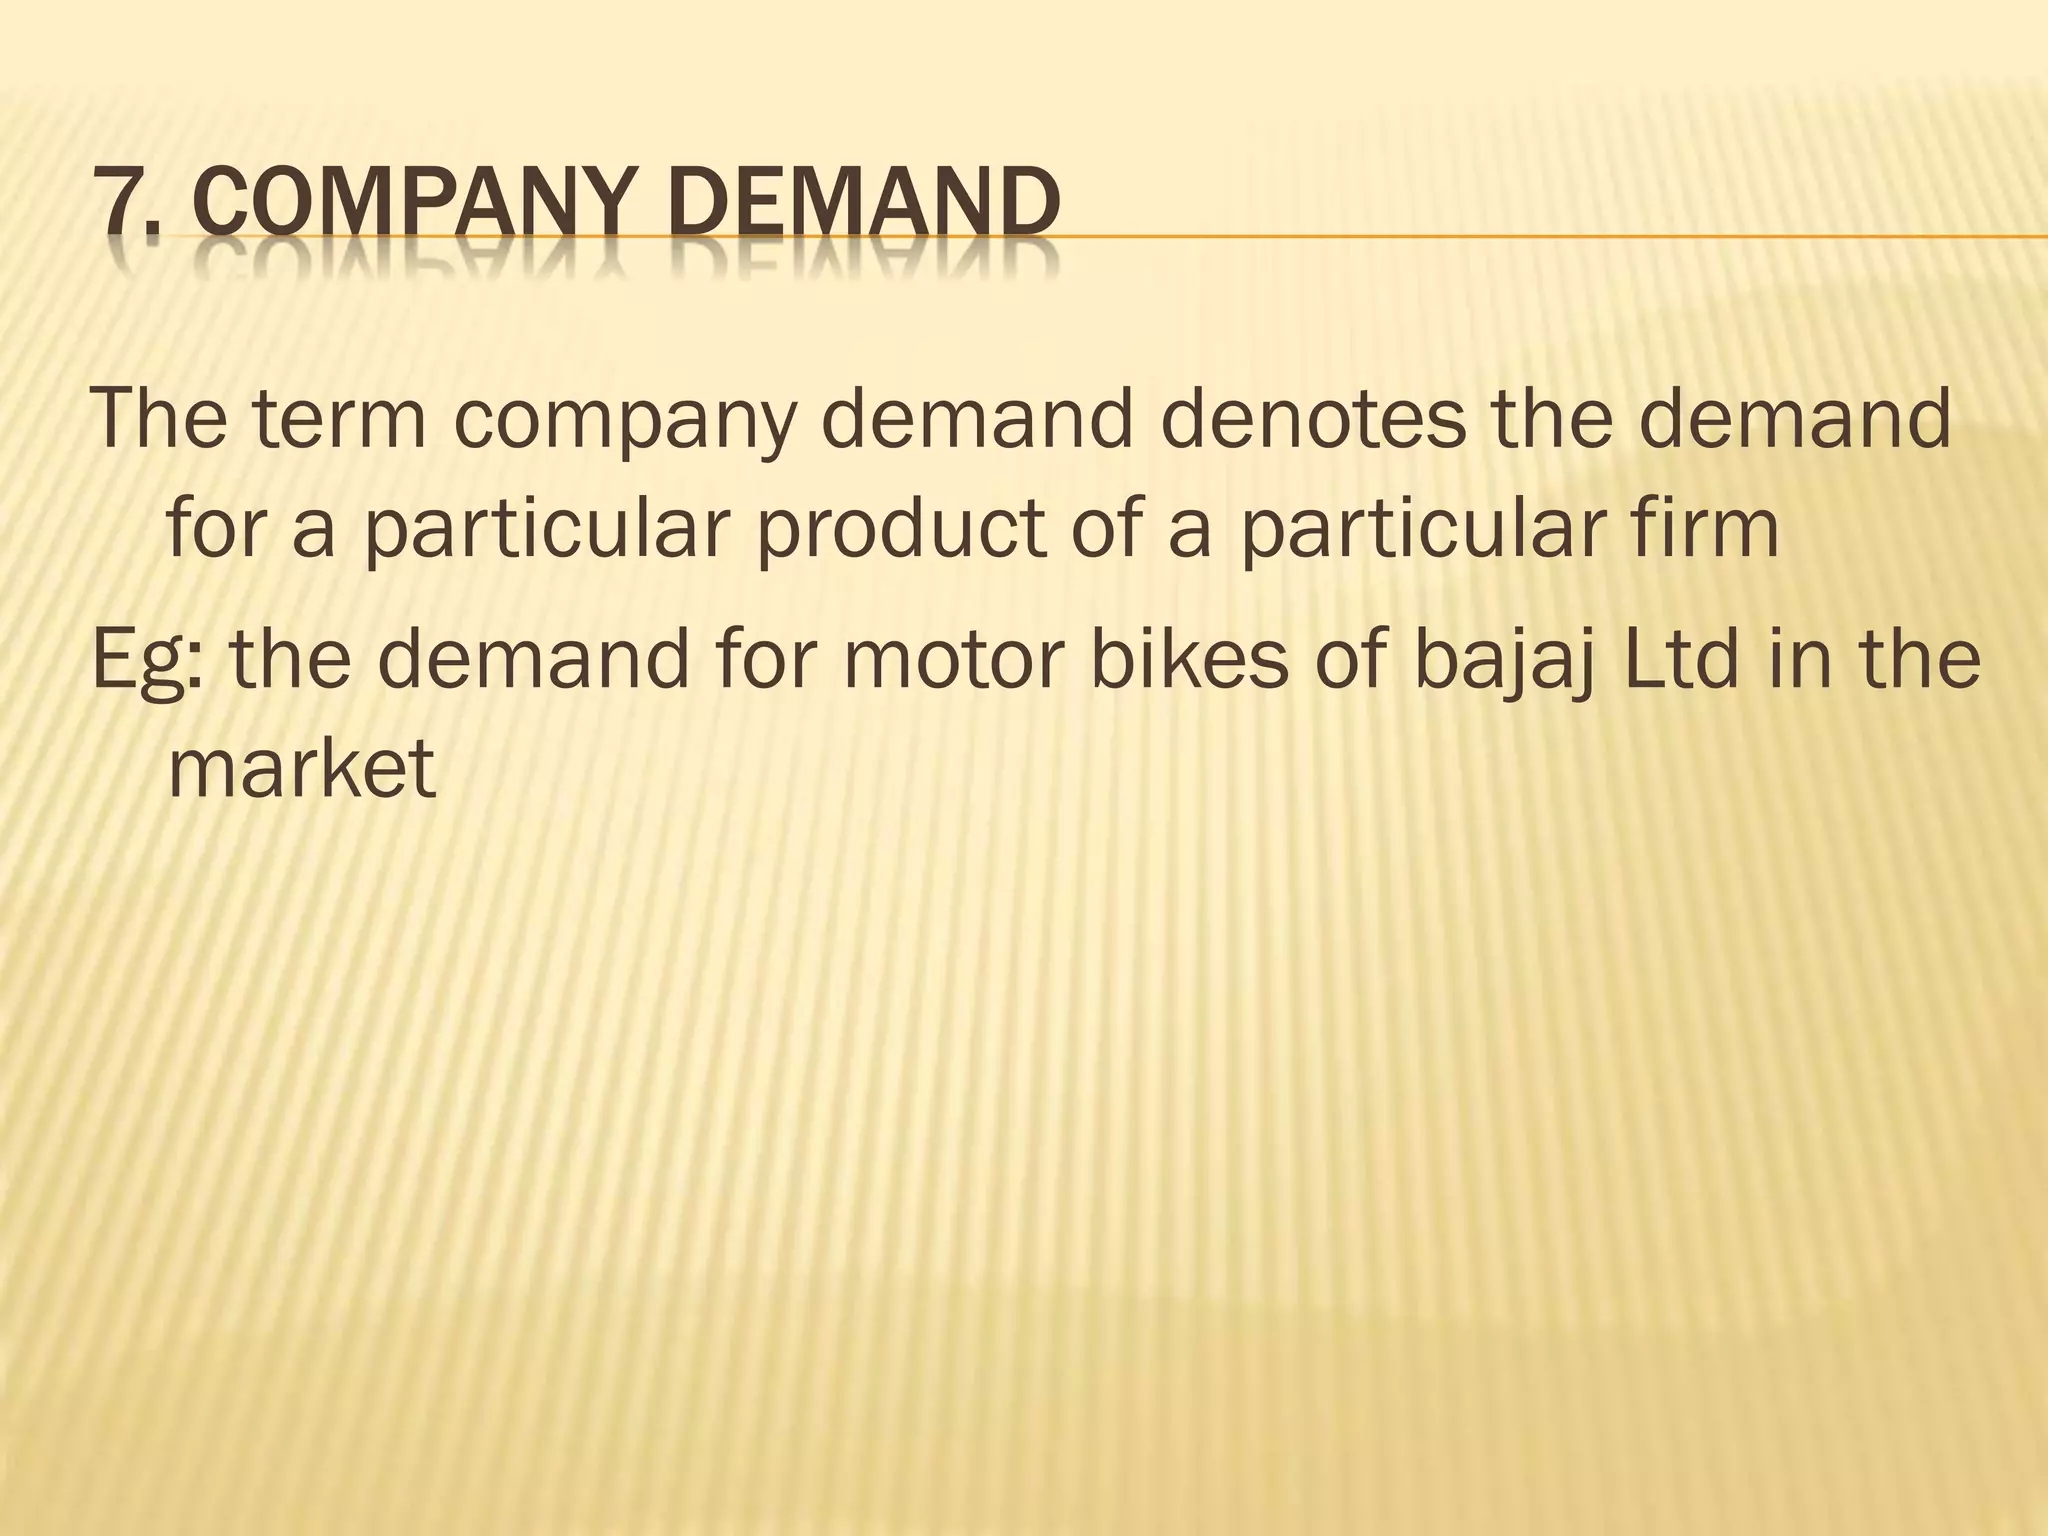 7. COMPANY DEMAND
The term company demand denotes the demand
for a particular product of a particular firm
Eg: the demand for motor bikes of bajaj Ltd in the
market